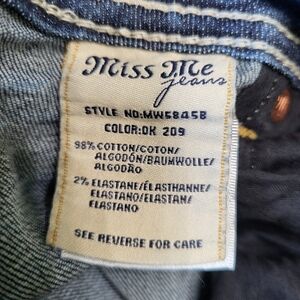 Miss Me
jeans
STYLE NO:MW5845B
COLOR:DK 209
98% COTTON/COTON/
ALGODÓN/BAUMWOLLE/
ALGODÃO
2% ELASTANE/ÉLASTHANNE/
ELASTANO/ELASTAN/
ELASTANO
SEE REVERSE FOR CARE